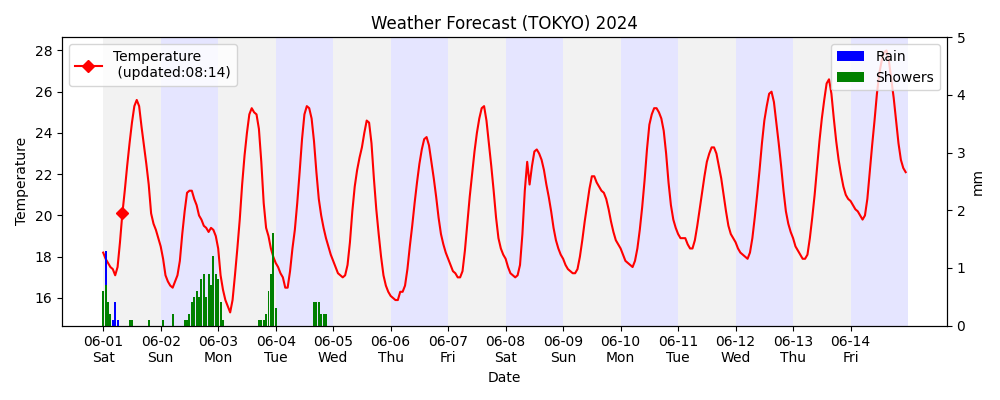 Weather Forecast (TOKYO) 2024
Temperature
(updated:08:14)
Rain
Showers
Temperature
28
26
24
22
20
18
16
5
4
3
2
1
0
mm
06-01 06-02 06-03 06-04 06-05 06-06 06-07 06-08 06-09 06-10 06-11 06-12 06-13 06-14
Sat Sun Mon Tue Wed Thu Fri Sat Sun Mon Tue Wed Thu Fri
Date